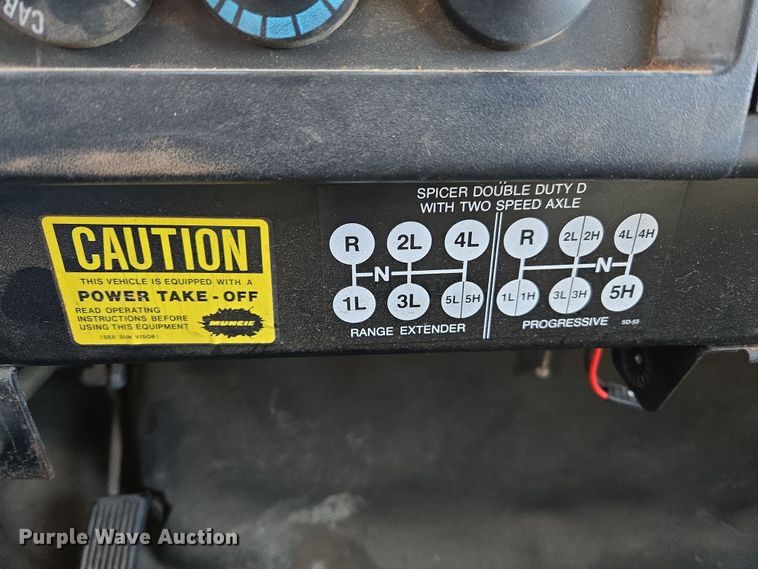 CAB
CAUTION
THIS VEHICLE IS EQUIPPED WITH A
POWER TAKE - OFF
READ OPERATING
INSTRUCTIONS BEFORE
USING THIS EQUIPMENT
(SEE SUN VISOR)
MUNCIE
SPICER DOUBLE DUTY D
WITH TWO SPEED AXLE
R 2L 4L
N
1L 3L 5L 5H
RANGE EXTENDER
R 2L 2H 4L 4H
N
1L 1H 3L 3H 5H
PROGRESSIVE SD-53
Purple Wave Auction